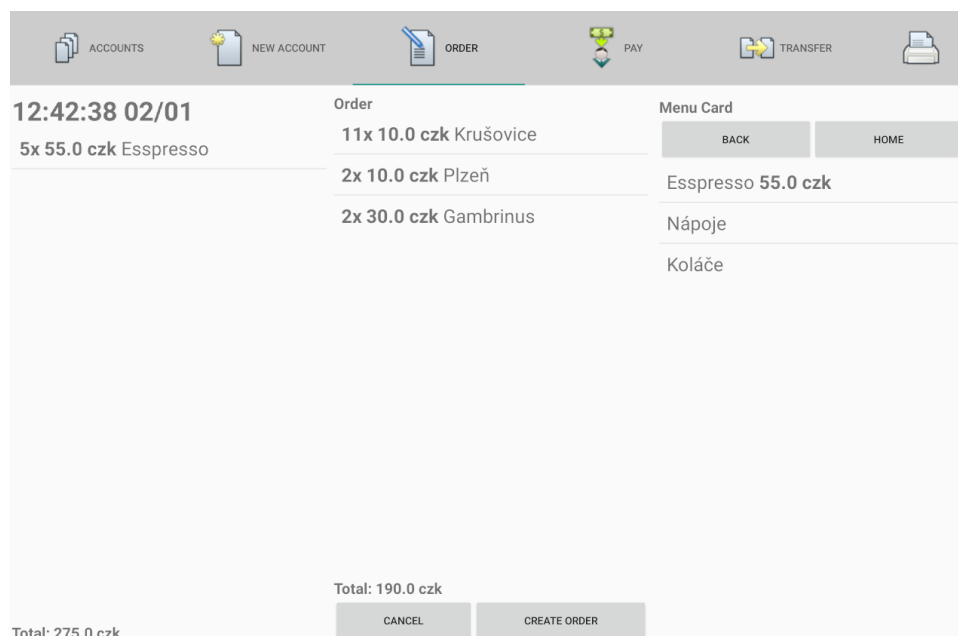 ACCOUNTS
NEW ACCOUNT
ORDER
PAY
TRANSFER
12:42:38 02/01
5x 55.0 czk Esspresso
Total: 275.0 czk
Order
11x 10.0 czk Krušovice
2x 10.0 czk Plzeň
2x 30.0 czk Gambrinus
Total: 190.0 czk
CANCEL
CREATE ORDER
Menu Card
BACK
HOME
Esspresso 55.0 czk
Nápoje
Koláče